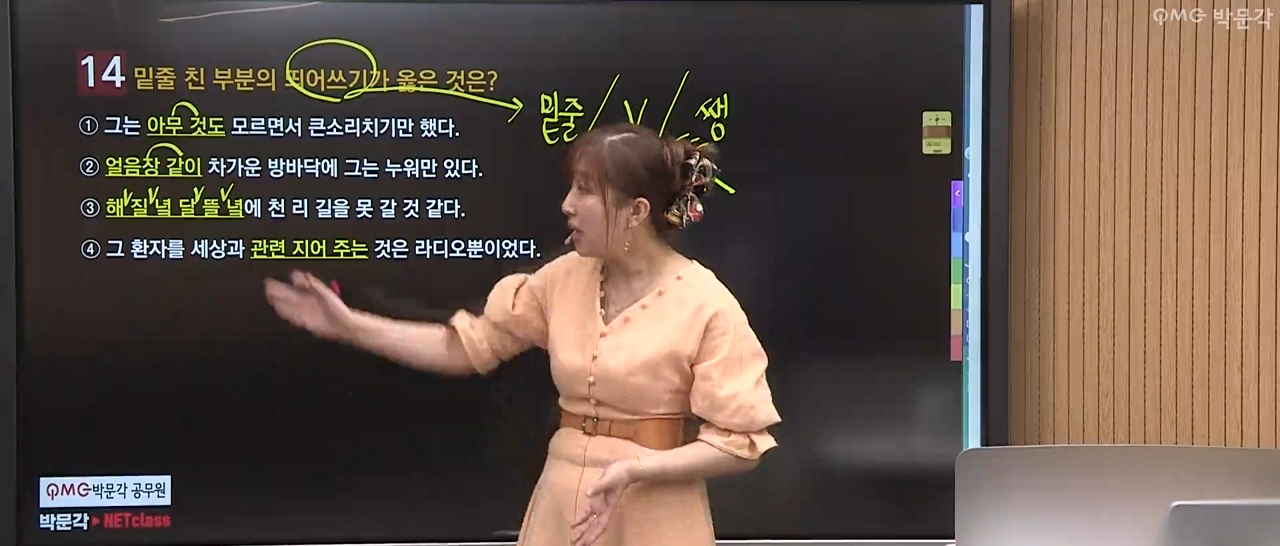 QMG 박문각
14 밑줄 친 부분의 띄어쓰기가 옳은 것은?
밑줄 / V / 쌩
① 그는 아무 것도 모르면서 큰소리치기만 했다.
② 얼음장 같이 차가운 방바닥에 그는 누워만 있다.
③ 해 질 녘 달 뜰 녘에 천 리 길을 못 갈 것 같다.
④ 그 환자를 세상과 관련 지어 주는 것은 라디오뿐이었다.
QMG 박문각 공무원
박문각 NETclass